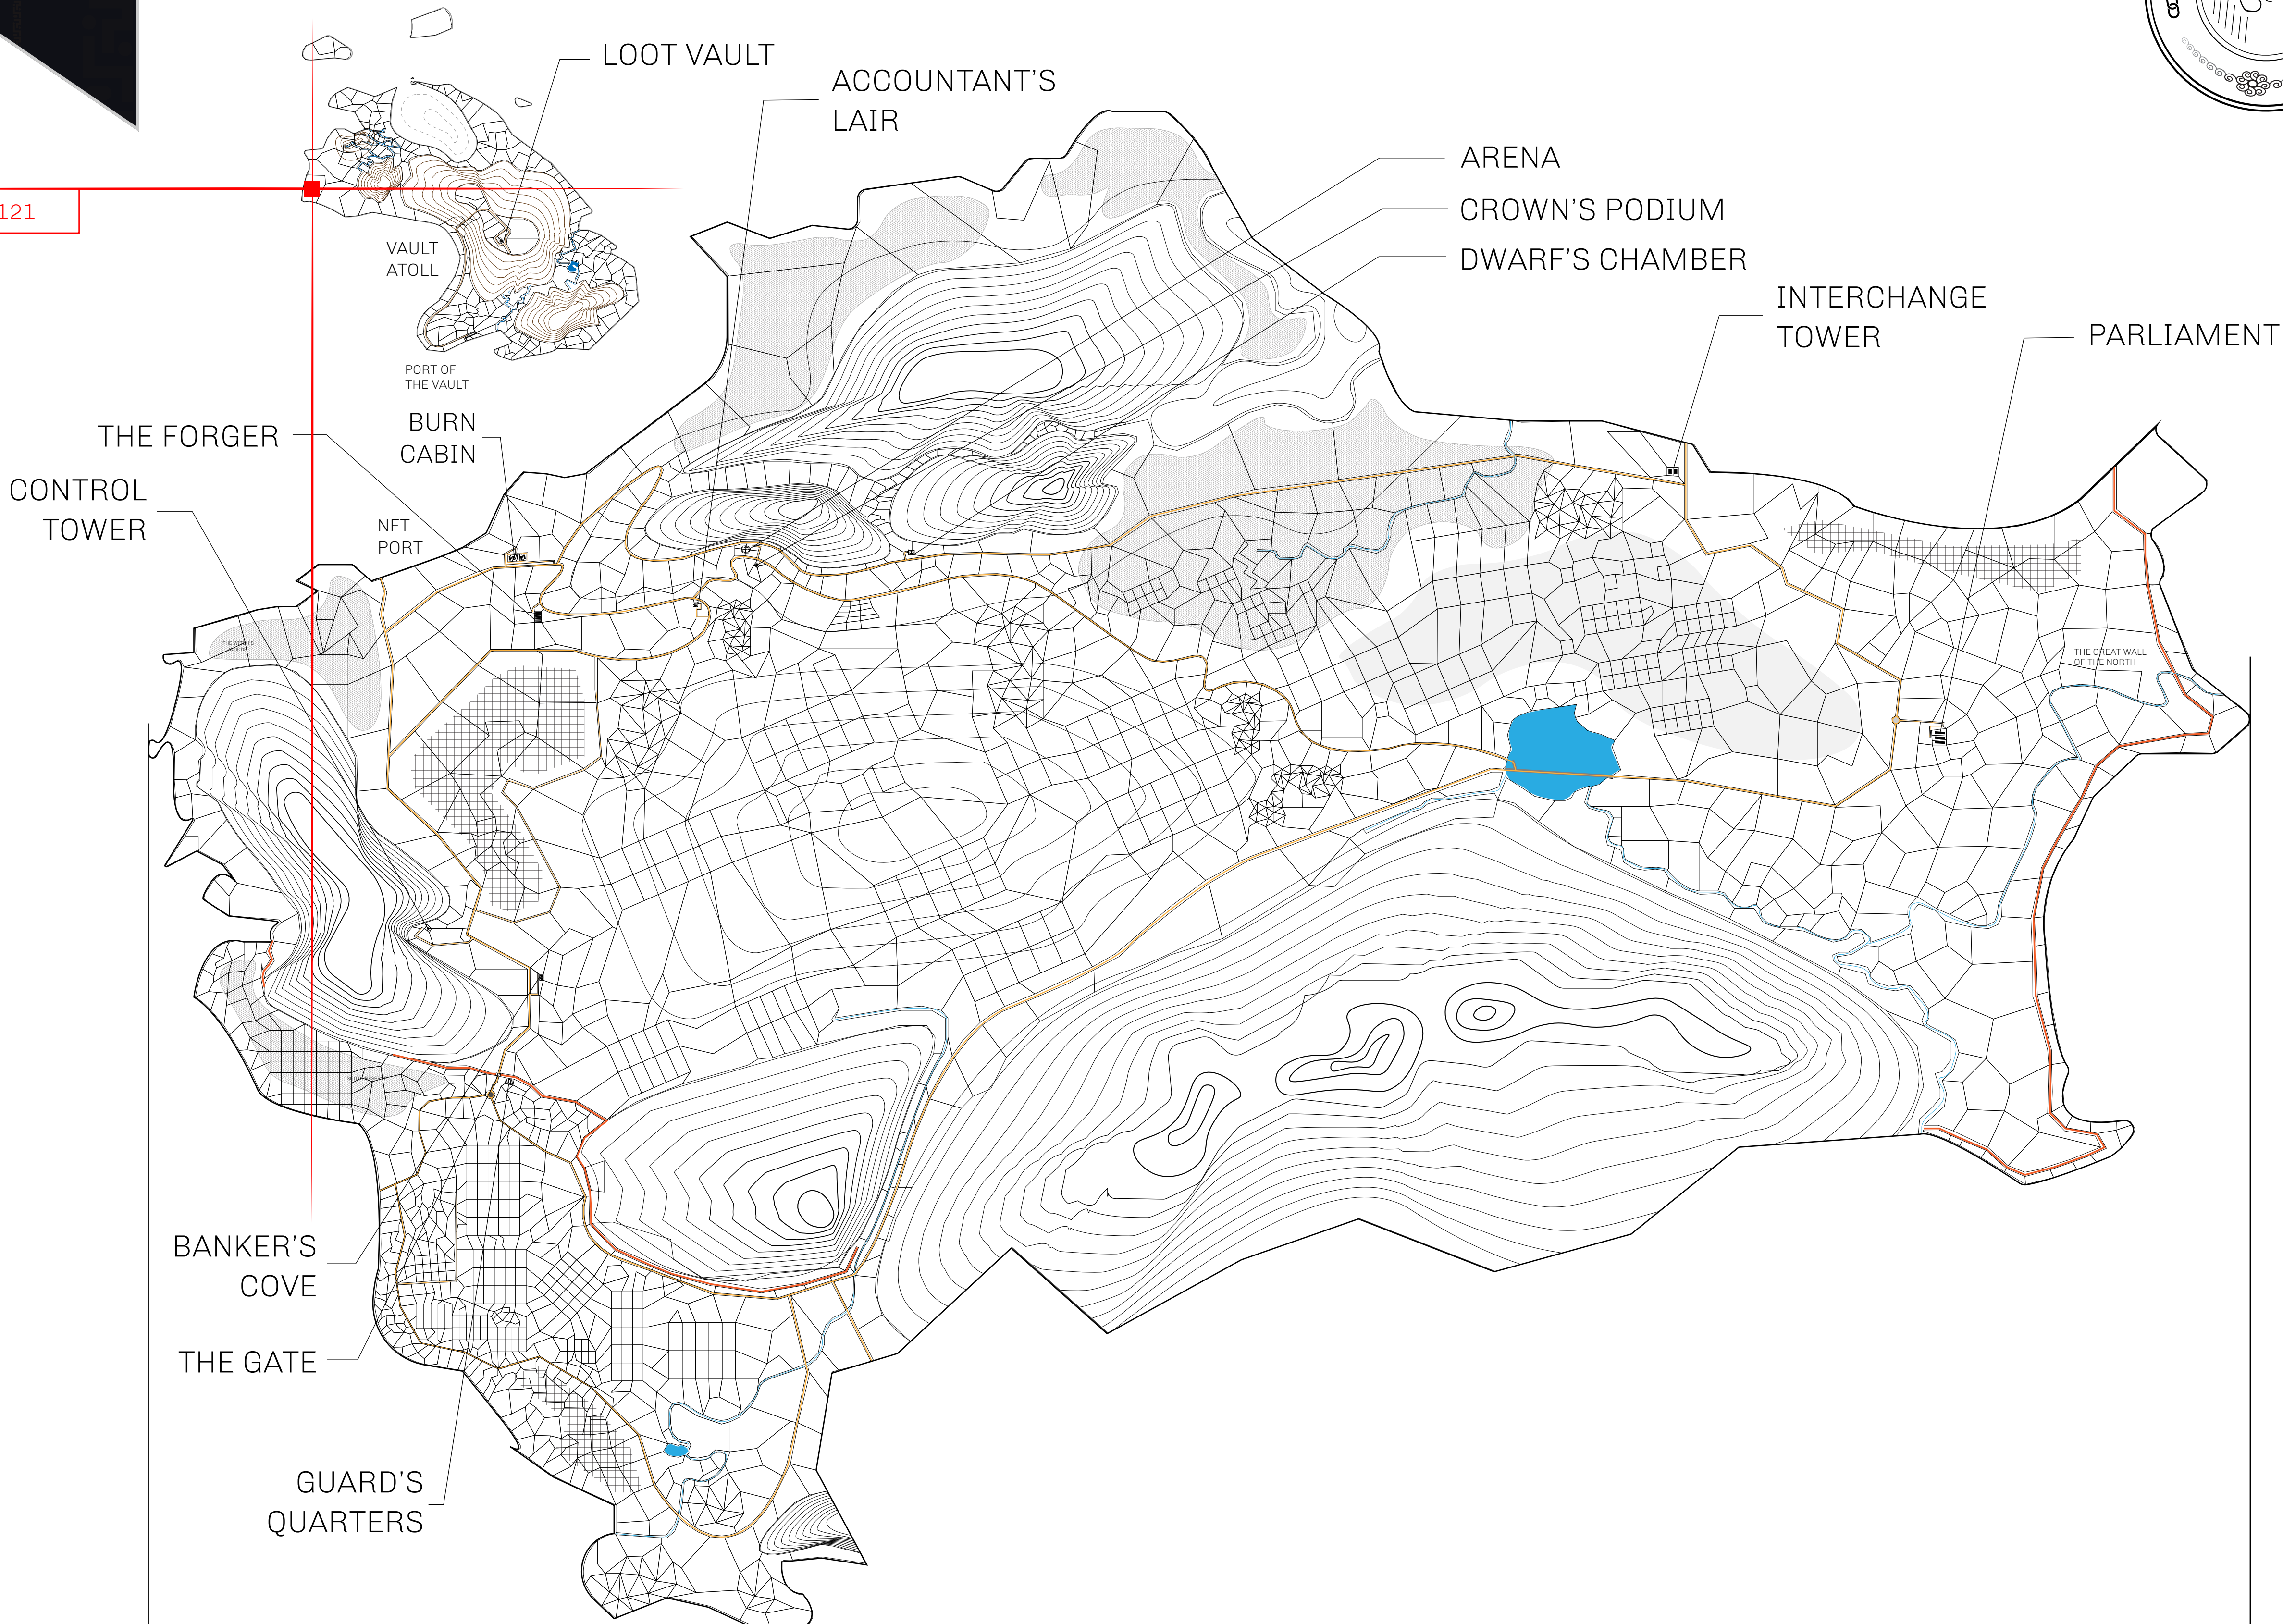 LOOT VAULT
ACCOUNTANT'S
LAIR
ARENA
CROWN'S PODIUM
DWARF'S CHAMBER
INTERCHANGE
TOWER
PARLIAMENT
121
VAULT
ATOLL
PORT OF
THE VAULT
BURN
CABIN
THE FORGER
CONTROL
TOWER
NFT
PORT
THE GREAT WALL
OF THE NORTH
BANKER'S
COVE
THE GATE
GUARD'S
QUARTERS